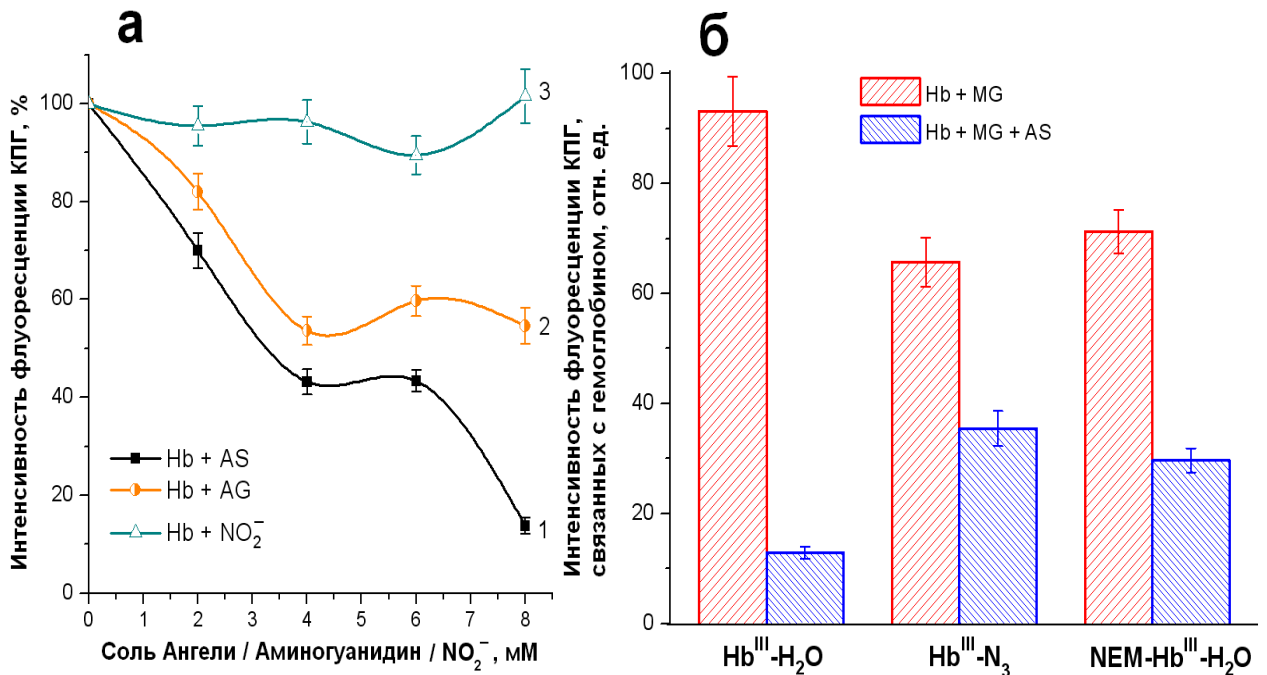 а
Интенсивность флуоресценции КПГ, %
100
80
60
40
20
0
0 1 2 3 4 5 6 7 8
Соль Ангели / Аминогуанидин / NO₂⁻, мМ
3
2
1
Hb + AS
Hb + AG
Hb + NO₂⁻
б
Интенсивность флуоресценции КПГ,
связанных с гемоглобином, отн. ед.
100
80
60
40
20
0
Hb + MG
Hb + MG + AS
Hbᴵᴵᴵ-H₂O Hbᴵᴵᴵ-N₃ NEM-Hbᴵᴵᴵ-H₂O